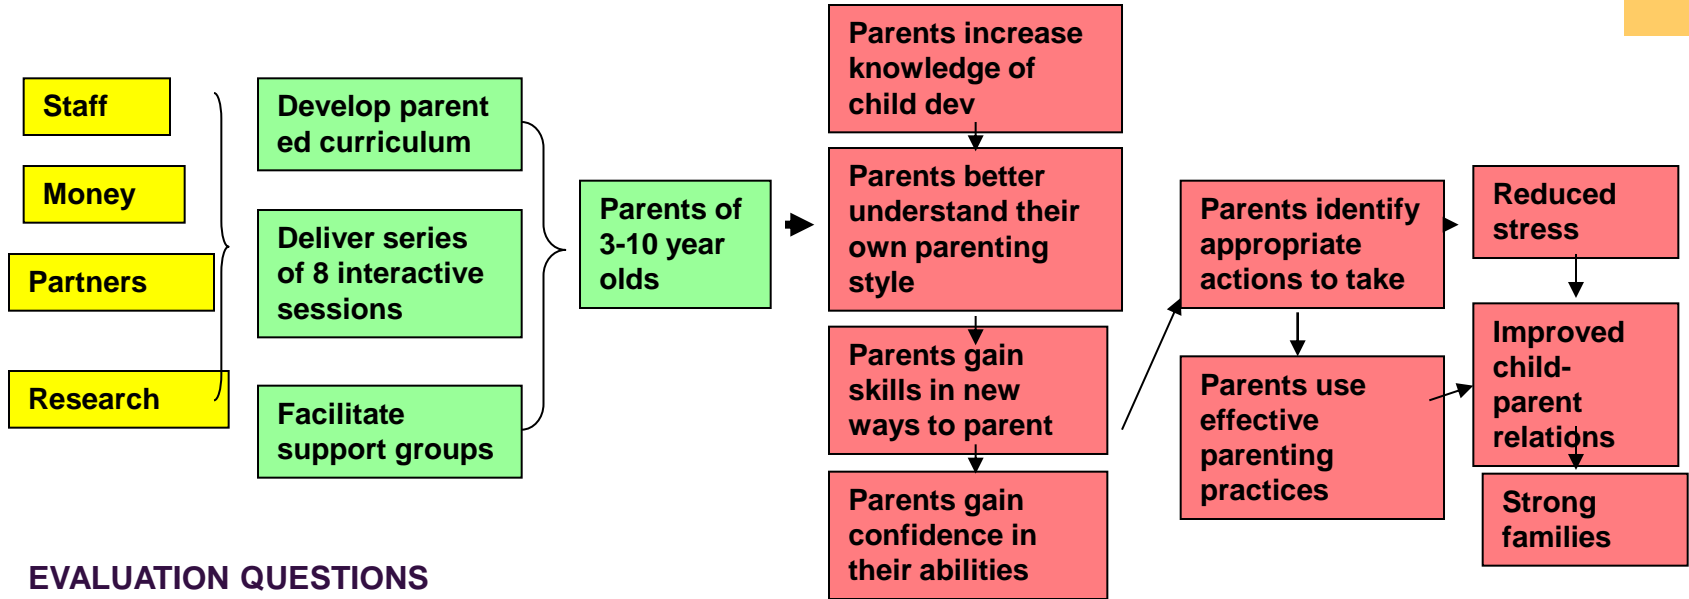 Staff
Money
Partners
Research
Develop parent
ed curriculum
Deliver series
of 8 interactive
sessions
Facilitate
support groups
Parents of
3-10 year
olds
Parents increase
knowledge of
child dev
Parents better
understand their
own parenting
style
Parents gain
skills in new
ways to parent
Parents gain
confidence in
their abilities
Parents identify
appropriate
actions to take
Parents use
effective
parenting
practices
Reduced
stress
Improved
child-
parent
relations
Strong
families
EVALUATION QUESTIONS